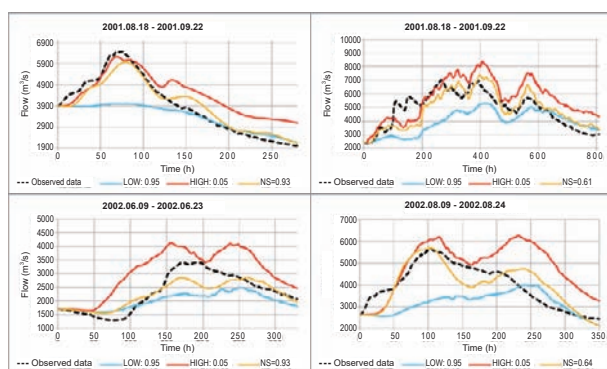 2001.08.18 - 2001.09.22
Flow (m³/s)
6900
5900
4900
3900
2900
1900
0 50 100 150 200 250
Time (h)
Observed data LOW: 0.95 HIGH: 0.05 NS=0.93
2001.08.18 - 2001.09.22
Flow (m³/s)
10000
9000
8000
7000
6000
5000
4000
3000
2000
0 200 400 600 800
Time (h)
Observed data LOW: 0.95 HIGH: 0.05 NS=0.61
2002.06.09 - 2002.06.23
Flow (m³/s)
5000
4500
4000
3500
3000
2500
2000
1500
1000
0 50 100 150 200 250 300
Time (h)
Observed data LOW: 0.95 HIGH: 0.05 NS=0.93
2002.08.09 - 2002.08.24
Flow (m³/s)
7000
6000
5000
4000
3000
2000
0 50 100 150 200 250 300 350
Time (h)
Observed data LOW: 0.95 HIGH: 0.05 NS=0.64